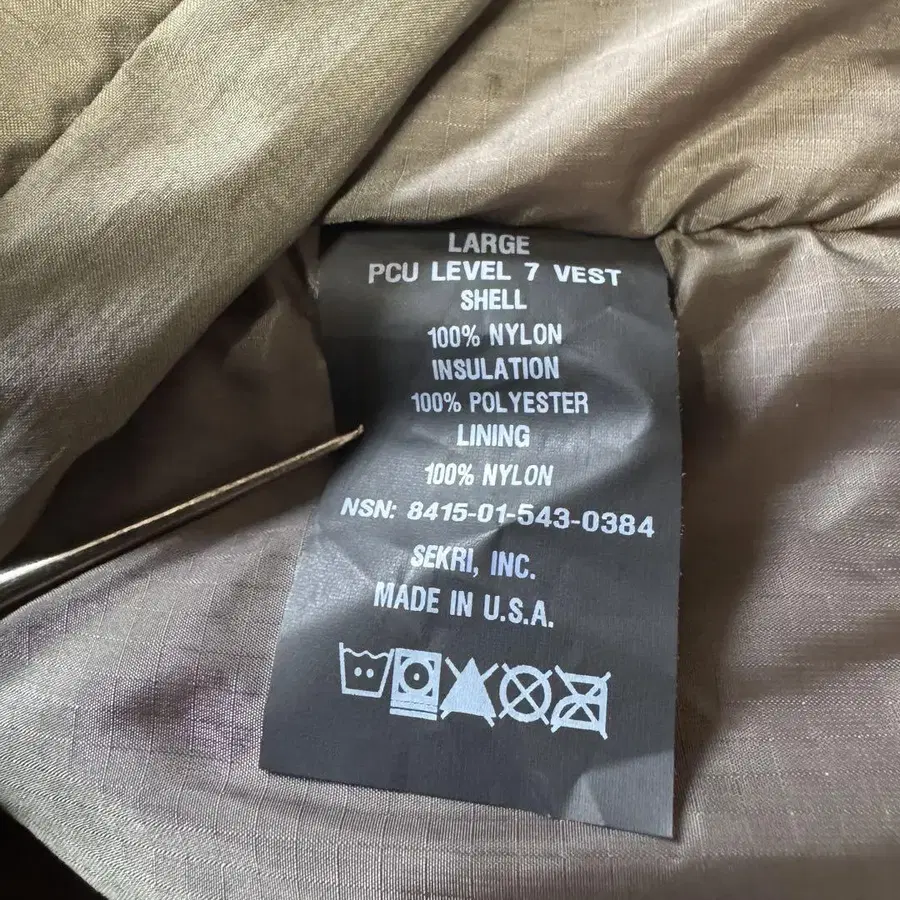 LARGE
PCU LEVEL 7 VEST
SHELL
100% NYLON
INSULATION
100% POLYESTER
LINING
100% NYLON
NSN: 8415-01-543-0384
SEKRI, INC.
MADE IN U.S.A.